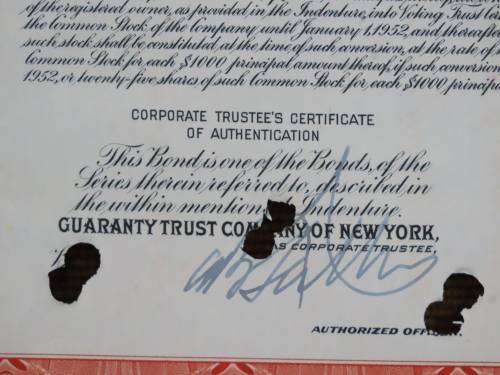 of the registered owner, as provided in the Indenture, into Voting Trust
the Common Stock of the Company until January 1, 1952, and thereafter
such stock shall be constituted, at the time of such conversion, at the rate of
Common Stock for each $1000 principal amount thereof, if such conversion
1952, or twenty-five shares of such Common Stock for each $1000 principal
CORPORATE TRUSTEE'S CERTIFICATE
OF AUTHENTICATION
This Bond is one of the Bonds, of the
Series therein referred to, described in
the within mentioned Indenture.
GUARANTY TRUST COMPANY OF NEW YORK,
AS CORPORATE TRUSTEE,
AUTHORIZED OFFICER.